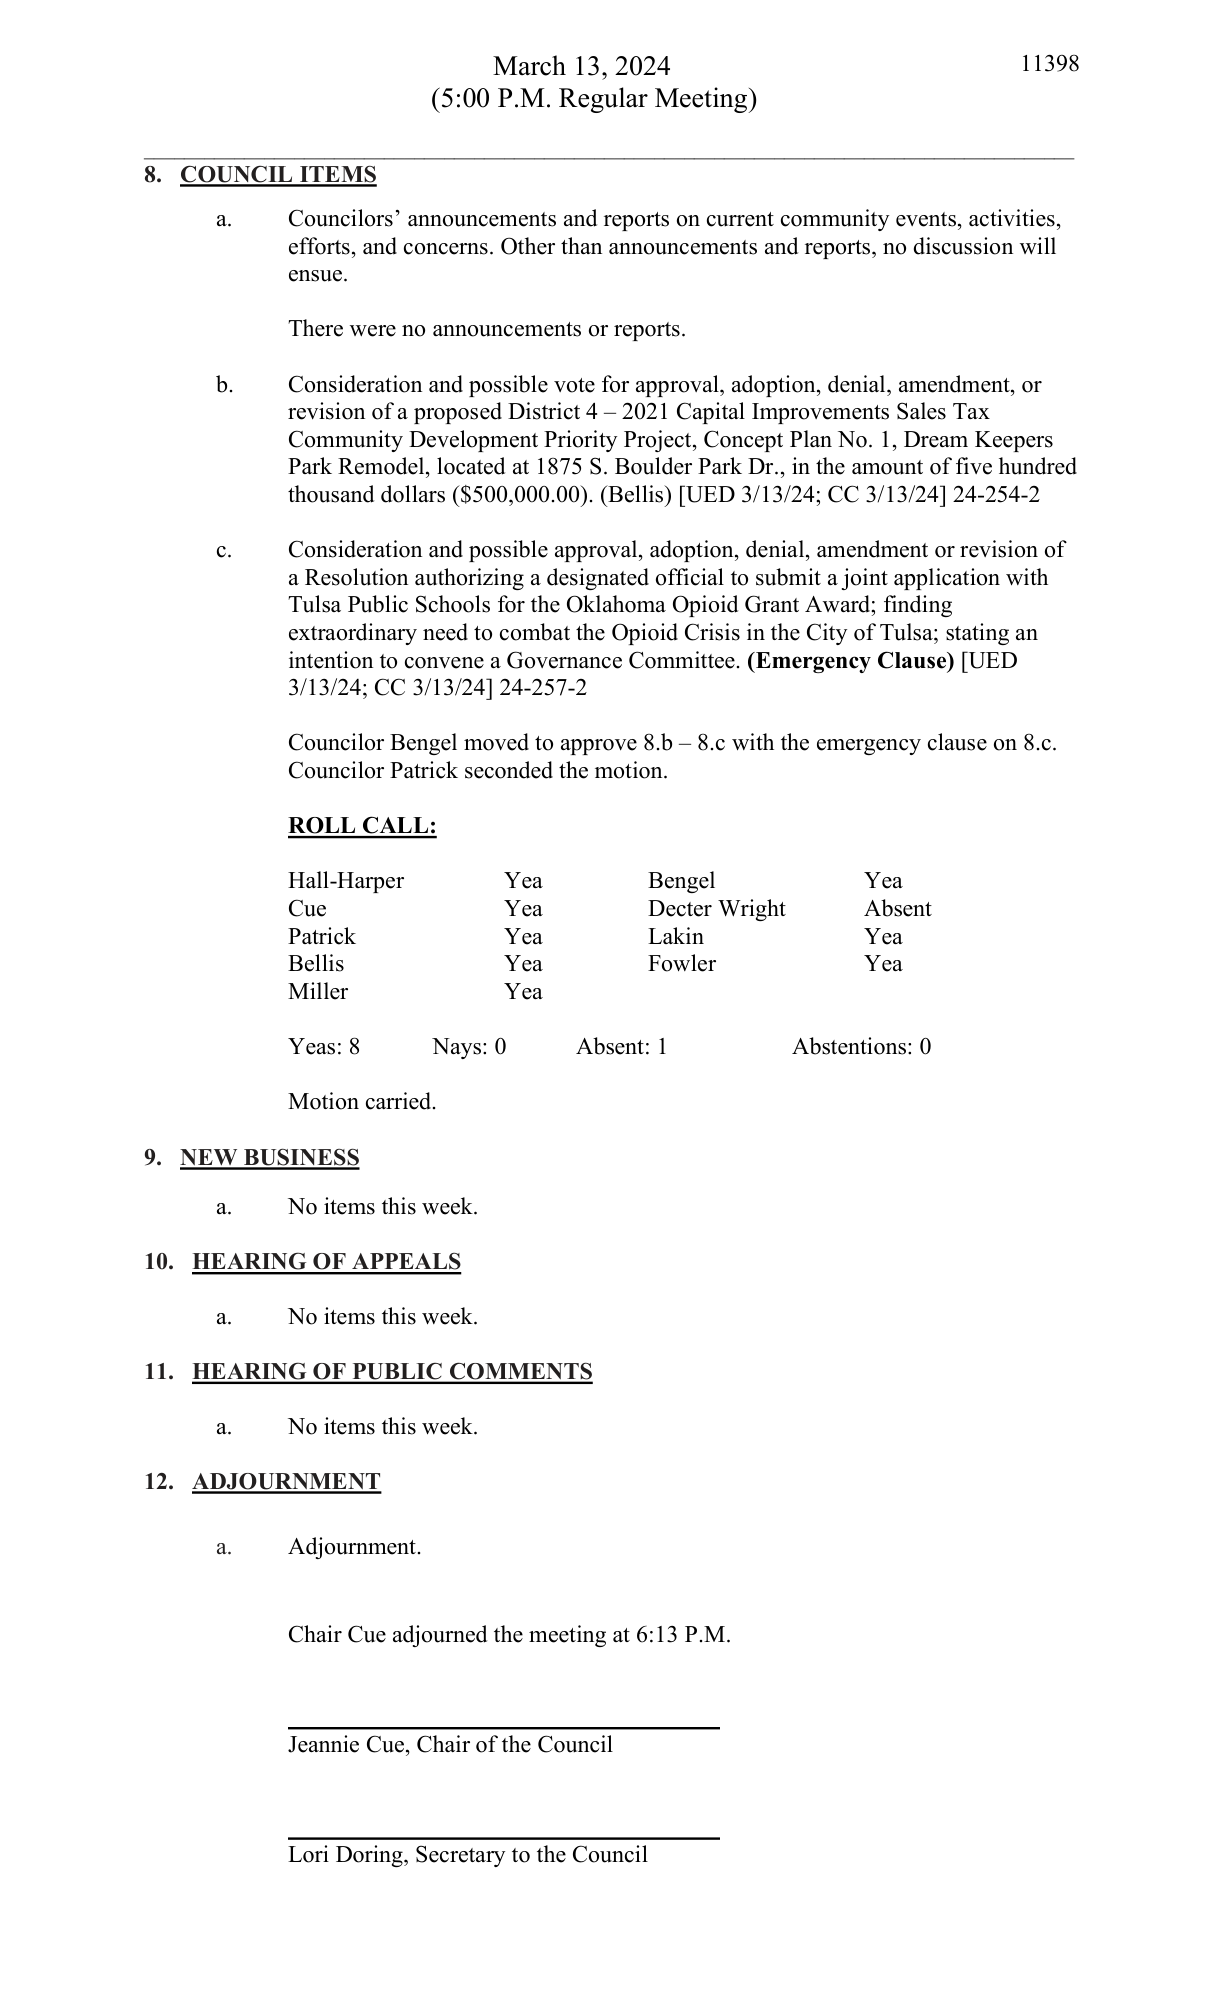 March 13, 2024
11398
(5:00 P.M. Regular Meeting)
8. COUNCIL ITEMS
a. Councilors’ announcements and reports on current community events, activities,
efforts, and concerns. Other than announcements and reports, no discussion will
ensue.
There were no announcements or reports.
b. Consideration and possible vote for approval, adoption, denial, amendment, or
revision of a proposed District 4 – 2021 Capital Improvements Sales Tax
Community Development Priority Project, Concept Plan No. 1, Dream Keepers
Park Remodel, located at 1875 S. Boulder Park Dr., in the amount of five hundred
thousand dollars ($500,000.00). (Bellis) [UED 3/13/24; CC 3/13/24] 24-254-2
c. Consideration and possible approval, adoption, denial, amendment or revision of
a Resolution authorizing a designated official to submit a joint application with
Tulsa Public Schools for the Oklahoma Opioid Grant Award; finding
extraordinary need to combat the Opioid Crisis in the City of Tulsa; stating an
intention to convene a Governance Committee. (Emergency Clause) [UED
3/13/24; CC 3/13/24] 24-257-2
Councilor Bengel moved to approve 8.b – 8.c with the emergency clause on 8.c.
Councilor Patrick seconded the motion.
ROLL CALL:
Hall-Harper Yea Bengel Yea
Cue Yea Decter Wright Absent
Patrick Yea Lakin Yea
Bellis Yea Fowler Yea
Miller Yea
Yeas: 8 Nays: 0 Absent: 1 Abstentions: 0
Motion carried.
9. NEW BUSINESS
a. No items this week.
10. HEARING OF APPEALS
a. No items this week.
11. HEARING OF PUBLIC COMMENTS
a. No items this week.
12. ADJOURNMENT
a. Adjournment.
Chair Cue adjourned the meeting at 6:13 P.M.
Jeannie Cue, Chair of the Council
Lori Doring, Secretary to the Council